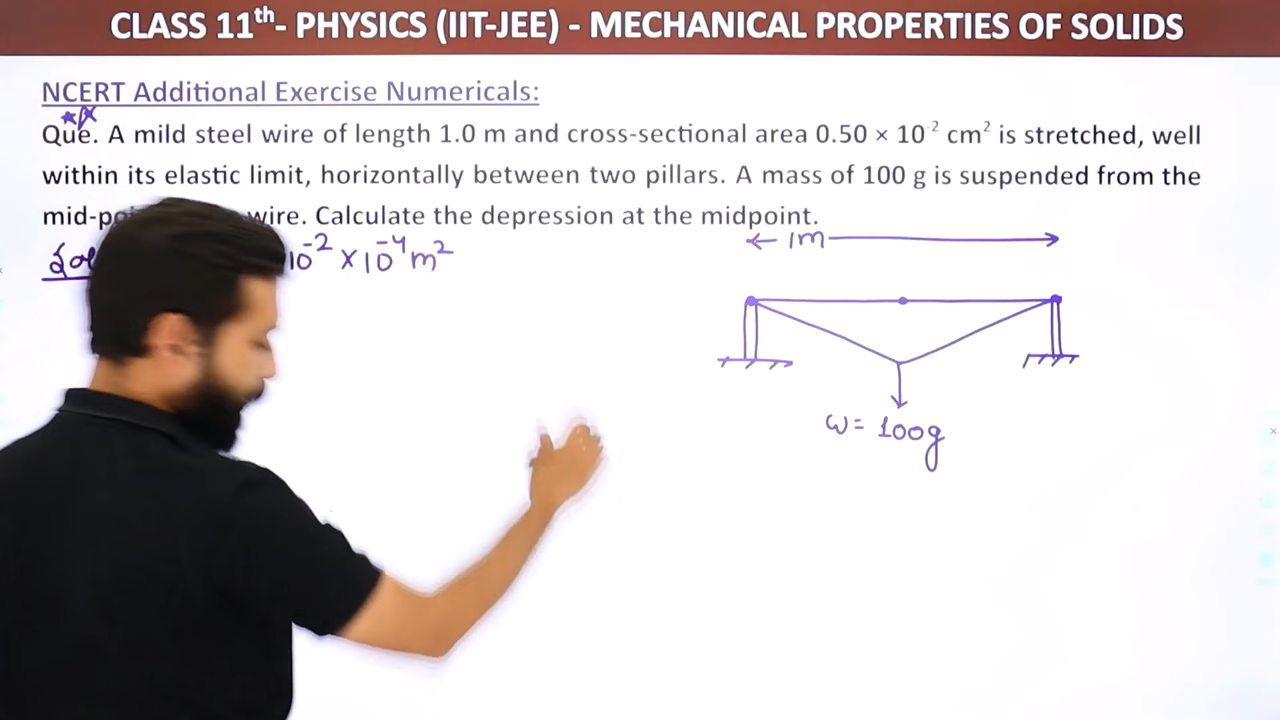 CLASS 11th- PHYSICS (IIT-JEE) - MECHANICAL PROPERTIES OF SOLIDS
NCERT Additional Exercise Numericals:
Que. A mild steel wire of length 1.0 m and cross-sectional area 0.50 × 10-2 cm2 is stretched, well
within its elastic limit, horizontally between two pillars. A mass of 100 g is suspended from the
wire. Calculate the depression at the midpoint.
10-2 × 10-4 m2
1m
w = 100g